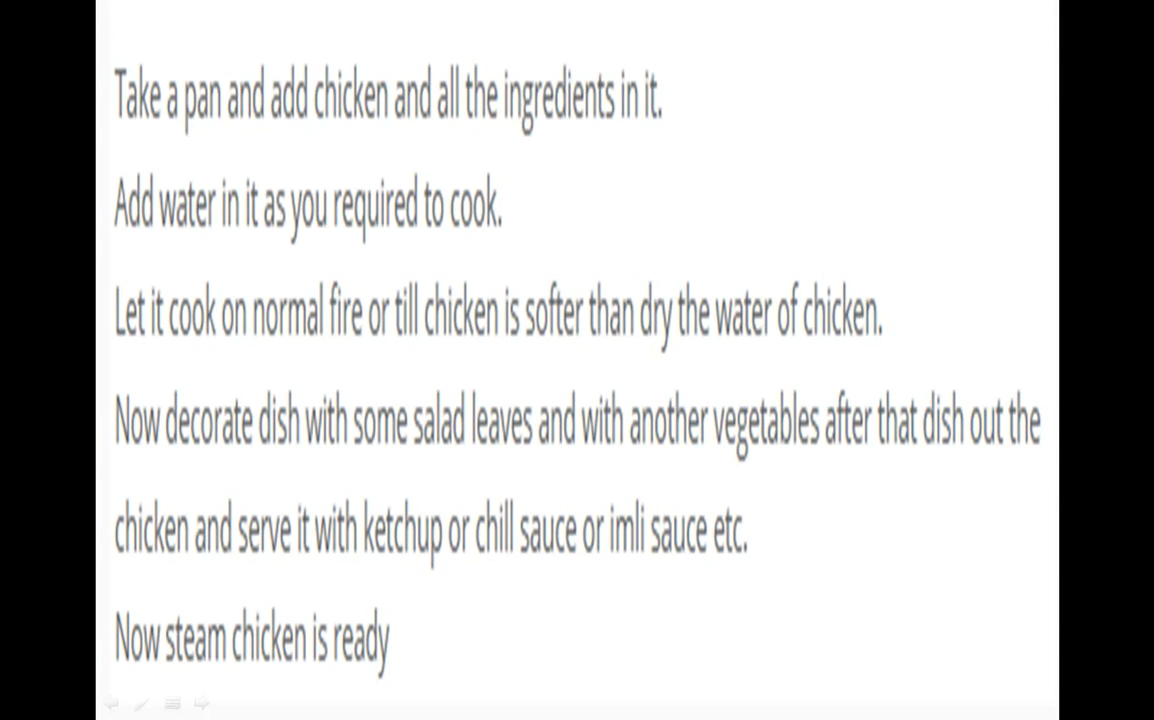 Take a pan and add chicken and all the ingredients in it.
Add water in it as you required to cook.
Let it cook on normal fire or till chicken is softer than dry the water of chicken.
Now decorate dish with some salad leaves and with another vegetables after that dish out the
chicken and serve it with ketchup or chill sauce or imli sauce etc.
Now steam chicken is ready